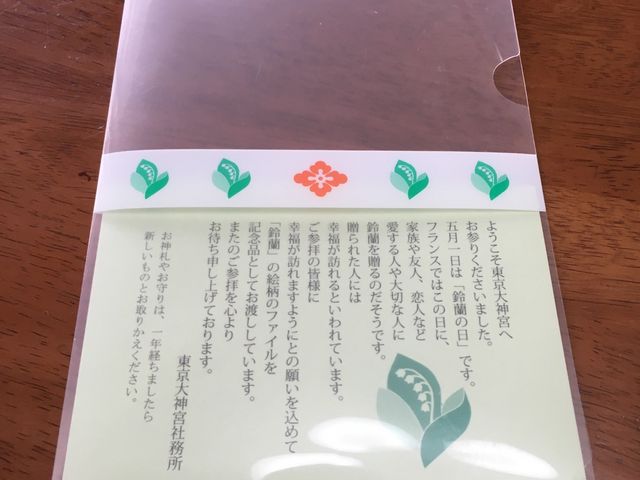 ようこそ東京大神宮へ
お参りくださいました。
五月一日は「鈴蘭の日」です。
フランスではこの日に、
家族や友人、恋人など
愛する人や大切な人に
鈴蘭を贈るのだそうです。
贈られた人には
幸福が訪れるといわれています。
ご参拝の皆様に
幸福が訪れますようにとの願いを込めて
「鈴蘭」の絵柄のファイルを
記念品としてお渡ししています。
またのご参拝を心より
お待ち申し上げております。
東京大神宮社務所
お神札やお守りは、一年経ちましたら
新しいものとお取りかえください。